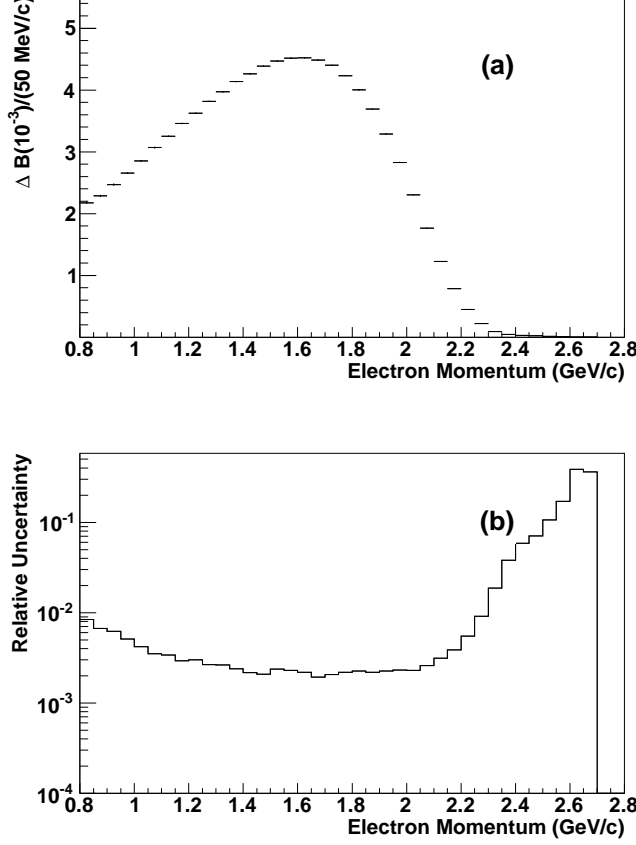 Δ B(10⁻³)/(50 MeV/c)
5
4
3
2
1
(a)
0.8 1 1.2 1.4 1.6 1.8 2 2.2 2.4 2.6 2.8
Electron Momentum (GeV/c)
Relative Uncertainty
10⁻¹
10⁻²
10⁻³
10⁻⁴
(b)
0.8 1 1.2 1.4 1.6 1.8 2 2.2 2.4 2.6 2.8
Electron Momentum (GeV/c)